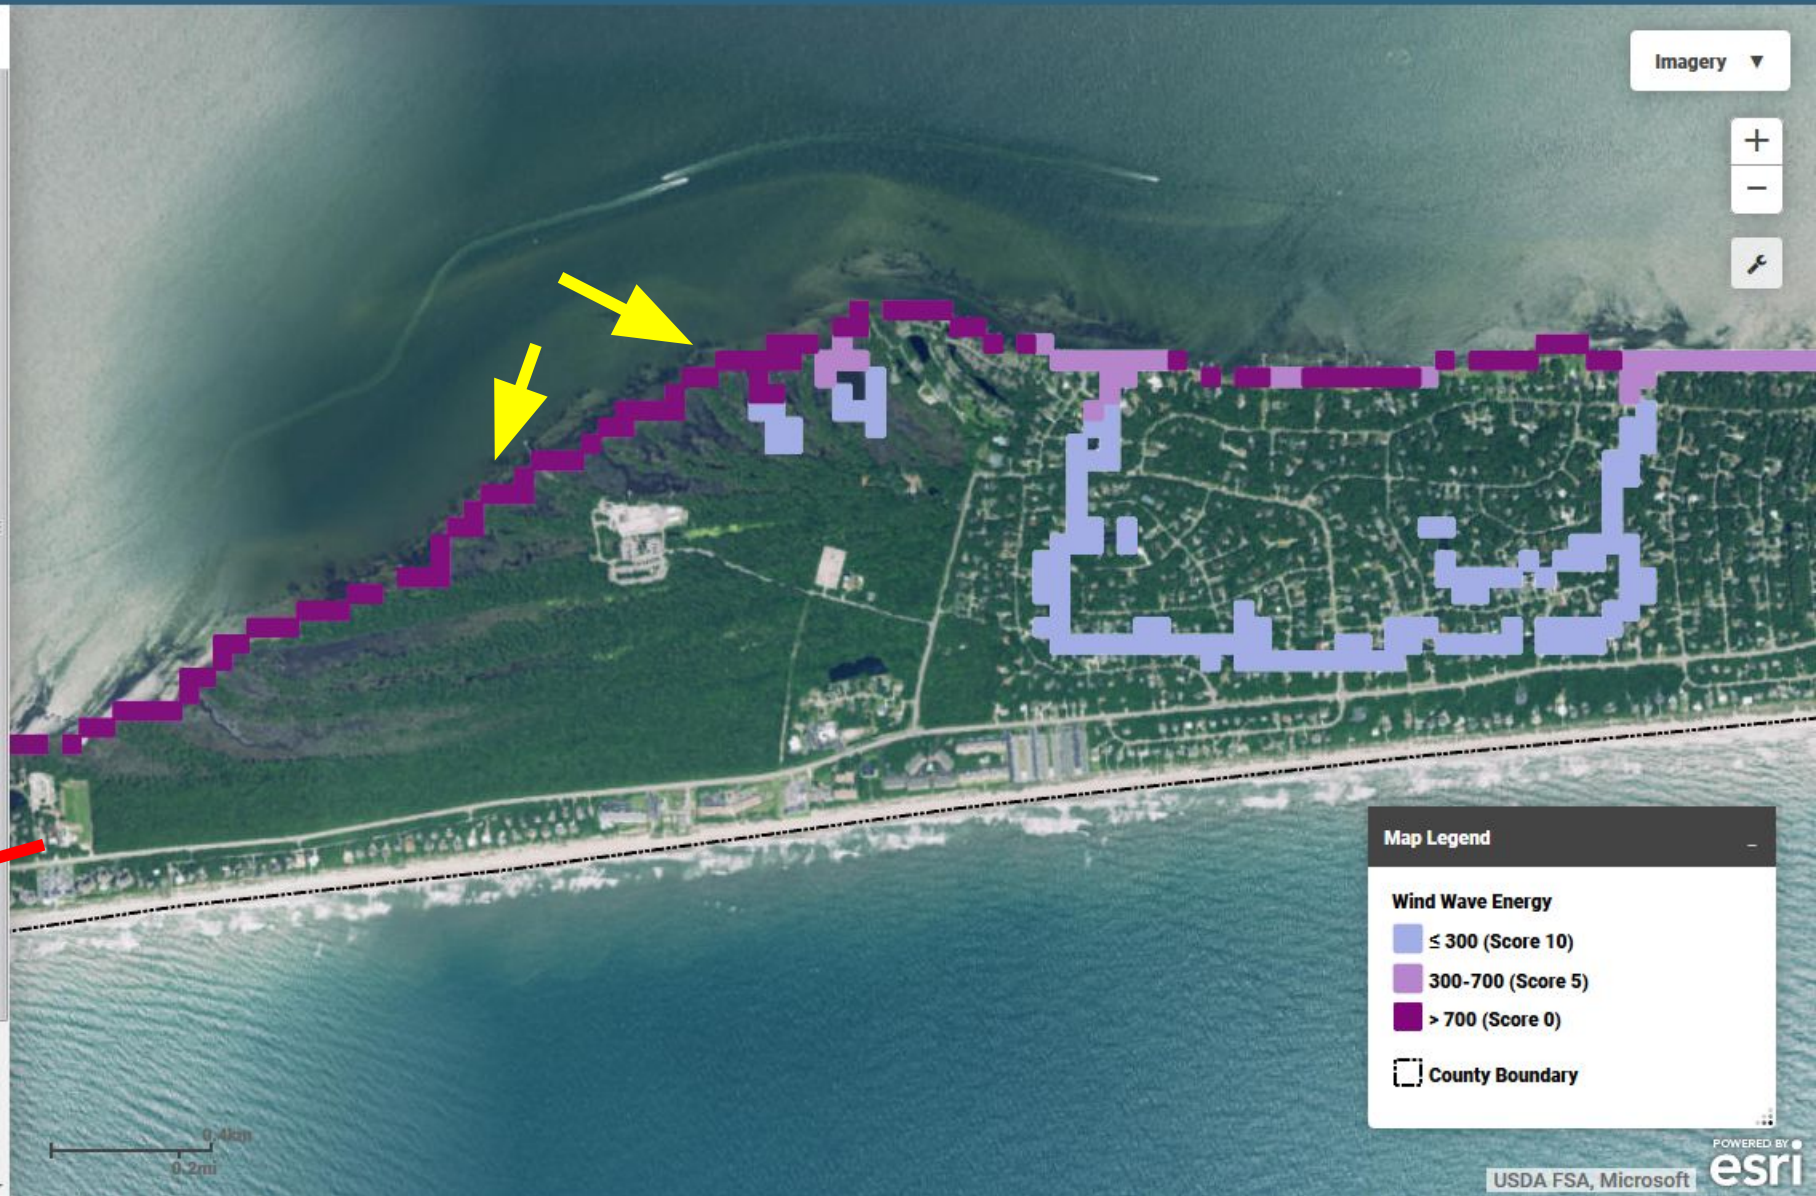 Imagery ▼
+
−
Map Legend _
Wind Wave Energy
≤ 300 (Score 10)
300-700 (Score 5)
> 700 (Score 0)
County Boundary
0.4km
0.2mi
POWERED BY
esri
USDA FSA, Microsoft